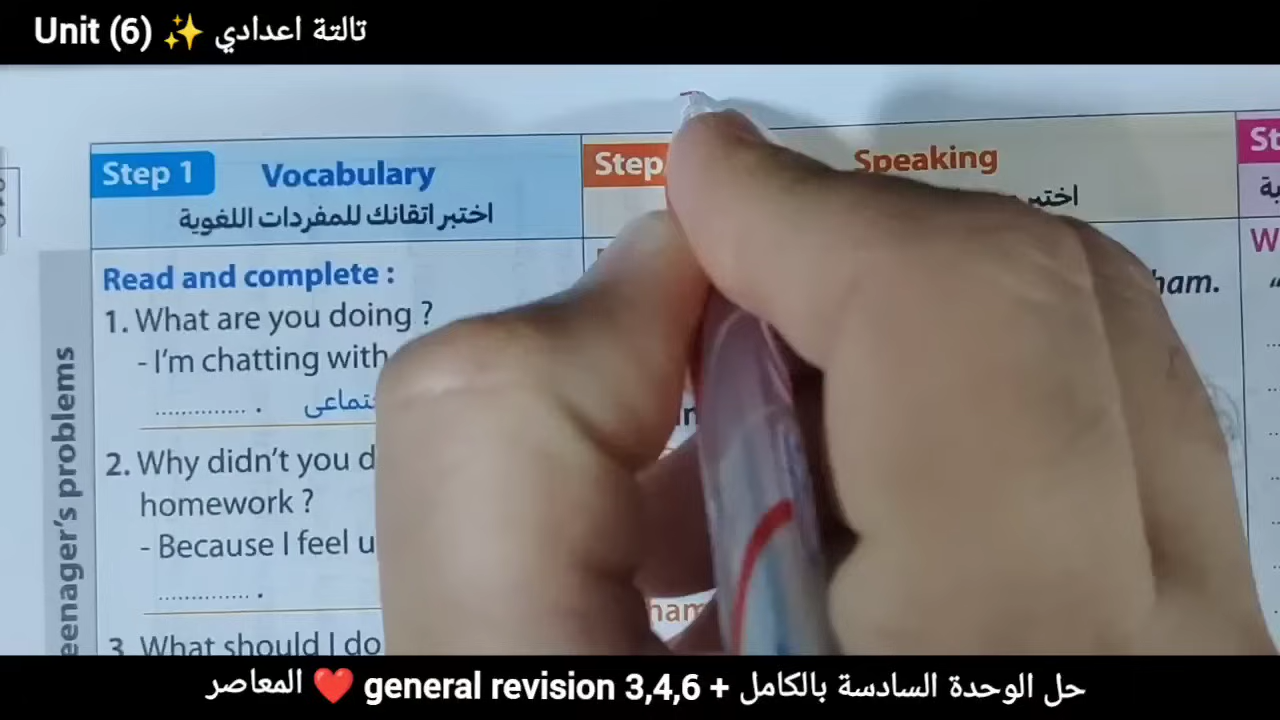 Unit (6) ✨ تالتة اعدادي
Step 1 Vocabulary
اختبر اتقانك للمفردات اللغوية
Read and complete :
1. What are you doing ?
- I'm chatting with
.............. .
2. Why didn't you d
homework ?
- Because I feel u
.............. .
3 What should I do
Step
Speaking
ham.
ham
St
W
eenager's problems
حل الوحدة السادسة بالكامل + general revision 3,4,6 ❤️ المعاصر